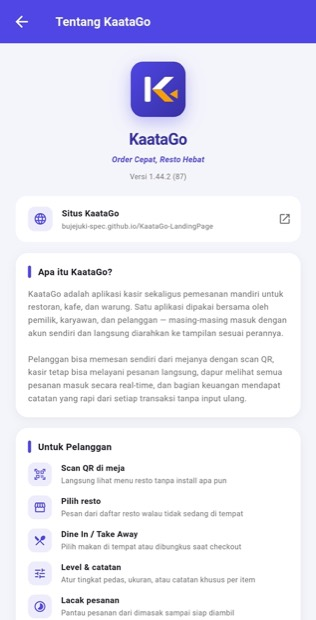 Tentang KaataGo
KaataGo
Order Cepat, Resto Hebat
Versi 1.44.2 (87)
Situs KaataGo
bujejuki-spec.github.io/KaataGo-LandingPage
Apa itu KaataGo?
KaataGo adalah aplikasi kasir sekaligus pemesanan mandiri untuk
restoran, kafe, dan warung. Satu aplikasi dipakai bersama oleh
pemilik, karyawan, dan pelanggan — masing-masing masuk dengan
akun sendiri dan langsung diarahkan ke tampilan sesuai perannya.
Pelanggan bisa memesan sendiri dari mejanya dengan scan QR,
kasir tetap bisa melayani pesanan langsung, dapur melihat semua
pesanan masuk secara real-time, dan bagian keuangan mendapat
catatan yang rapi dari setiap transaksi tanpa input ulang.
Untuk Pelanggan
Scan QR di meja
Langsung lihat menu resto tanpa install apa pun
Pilih resto
Pesan dari daftar resto walau tidak sedang di tempat
Dine In / Take Away
Pilih makan di tempat atau dibungkus saat checkout
Level & catatan
Atur tingkat pedas, ukuran, atau catatan khusus per item
Lacak pesanan
Pantau pesanan dari dimasak sampai siap diambil